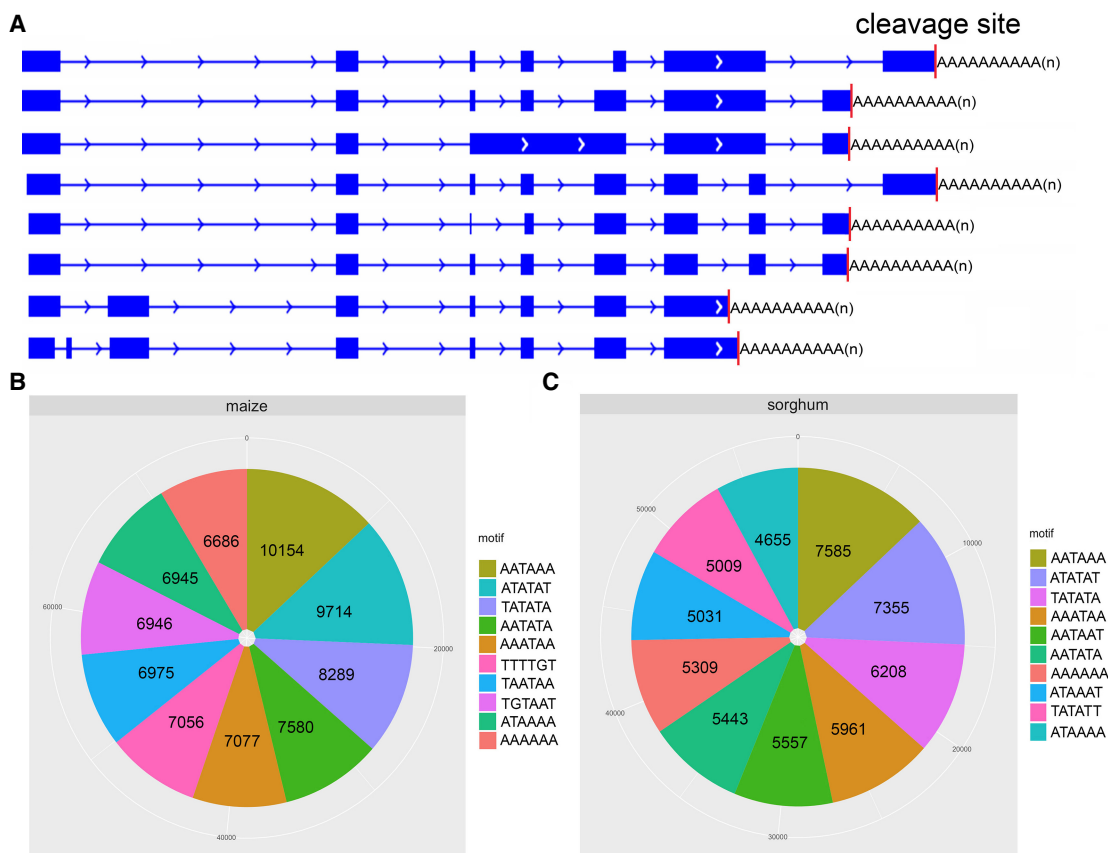 A
cleavage site
AAAAAAAAAA(n)
AAAAAAAAAA(n)
AAAAAAAAAA(n)
AAAAAAAAAA(n)
AAAAAAAAAA(n)
AAAAAAAAAA(n)
AAAAAAAAAA(n)
AAAAAAAAAA(n)
B
maize
0
20000
40000
60000
10154
9714
8289
7580
7077
7056
6975
6946
6945
6686
motif
AATAAA
ATATAT
TATATA
AATATA
AAATAA
TTTTGT
TAATAA
TGTAAT
ATAAAA
AAAAAA
C
sorghum
0
10000
20000
30000
40000
50000
7585
7355
6208
5961
5557
5443
5309
5031
5009
4655
motif
AATAAA
ATATAT
TATATA
AAATAA
AATAAT
AATATA
AAAAAA
ATAAAT
TATATT
ATAAAA